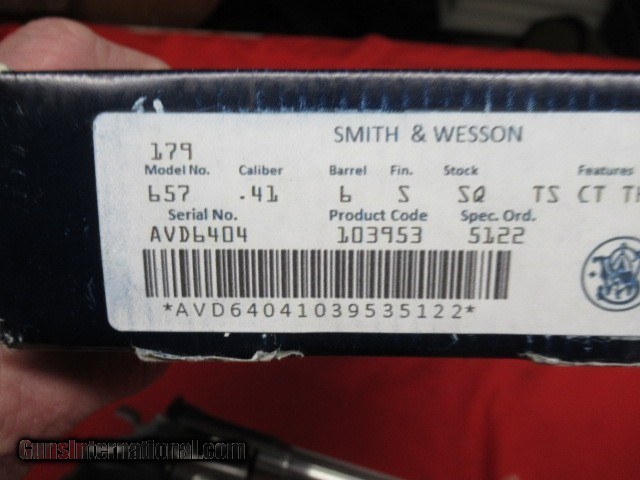 SMITH & WESSON
179
Model No. Caliber Barrel Fin. Stock Features
657 .41 6 S SQ TS CT
Serial No. Product Code Spec. Ord.
AVD6404 103953 5122
*AVD64041039535122*
GunsInternational.com